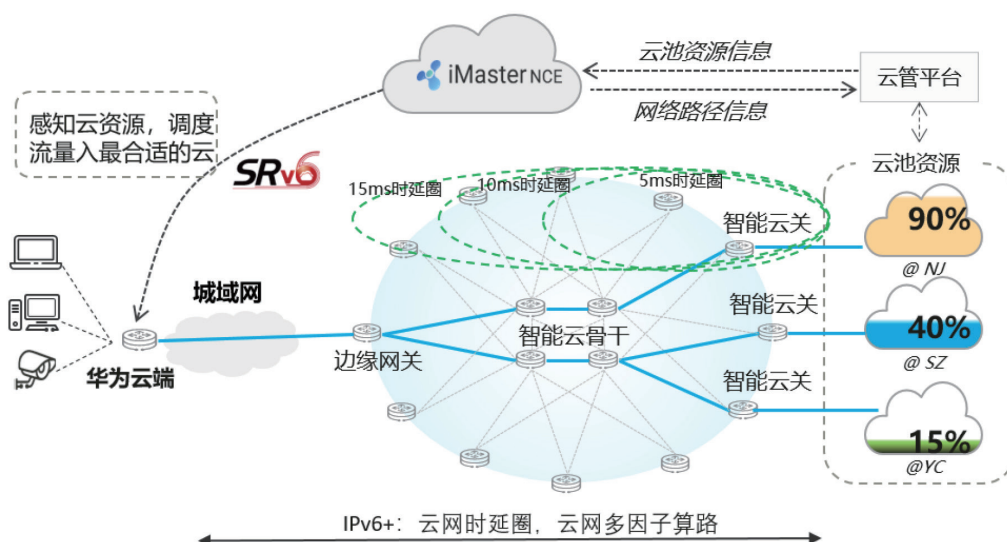 iMaster NCE
云池资源信息
网络路径信息
云管平台
感知云资源，调度
流量入最合适的云
SRv6
云池资源
15ms时延圈
10ms时延圈
5ms时延圈
智能云关
90%
@ NJ
城域网
智能云关
智能云骨干
边缘网关
40%
@ SZ
华为云端
智能云关
15%
@YC
IPv6+：云网时延圈，云网多因子算路